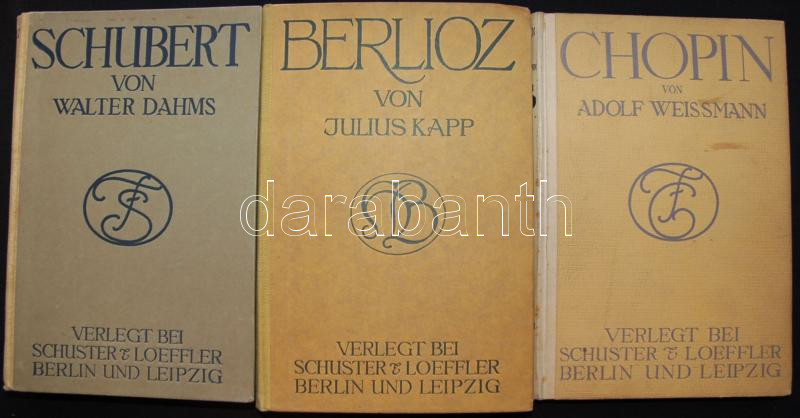 SCHUBERT
VON
WALTER DAHMS
VERLEGT BEI
SCHUSTER & LOEFFLER
BERLIN UND LEIPZIG
BERLIOZ
VON
JULIUS KAPP
VERLEGT BEI
SCHUSTER & LOEFFLER
BERLIN UND LEIPZIG
CHOPIN
VON
ADOLF WEISSMANN
VERLEGT BEI
SCHUSTER & LOEFFLER
BERLIN UND LEIPZIG
darabanth